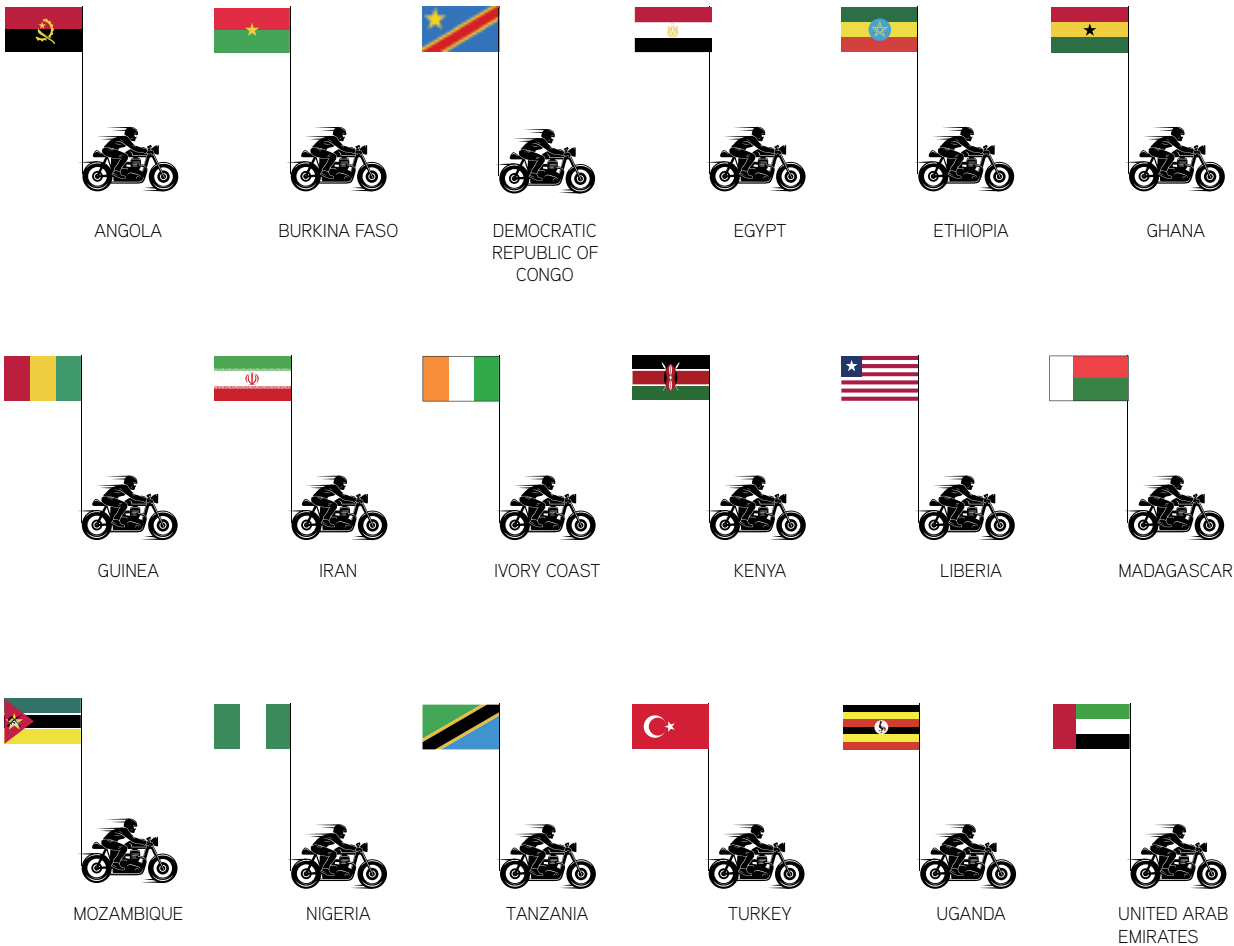 ANGOLA
BURKINA FASO
DEMOCRATIC
REPUBLIC OF
CONGO
EGYPT
ETHIOPIA
GHANA
GUINEA
IRAN
IVORY COAST
KENYA
LIBERIA
MADAGASCAR
MOZAMBIQUE
NIGERIA
TANZANIA
TURKEY
UGANDA
UNITED ARAB
EMIRATES